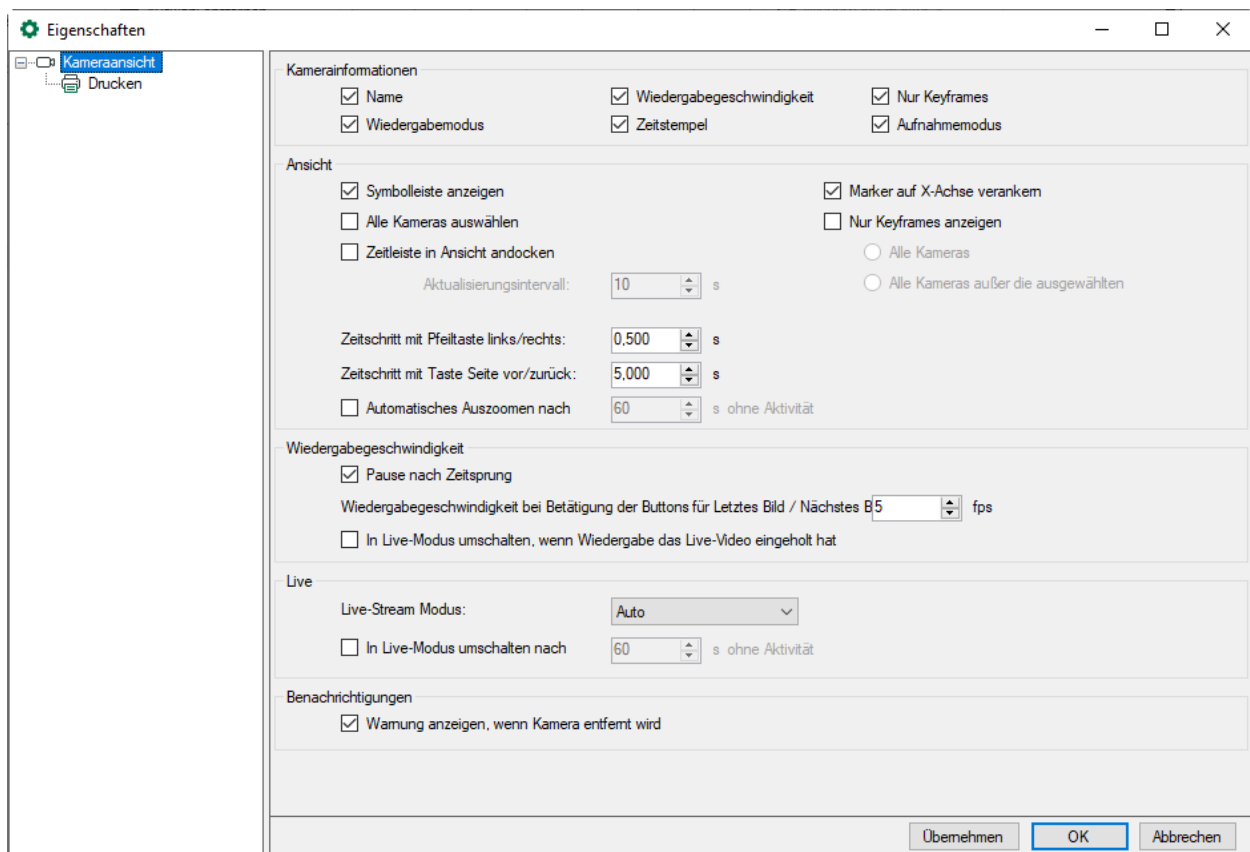 Eigenschaften
Kameraansicht
Drucken
Kamerainformationen
Name Wiedergabegeschwindigkeit Nur Keyframes
Wiedergabemodus Zeitstempel Aufnahmemodus
Ansicht
Symbolleiste anzeigen Marker auf X-Achse verankern
Alle Kameras auswählen Nur Keyframes anzeigen
Zeitleiste in Ansicht andocken Alle Kameras
Aktualisierungsintervall: 10 s Alle Kameras außer die ausgewählten
Zeitschritt mit Pfeiltaste links/rechts: 0,500 s
Zeitschritt mit Taste Seite vor/zurück: 5,000 s
Automatisches Auszoomen nach 60 s ohne Aktivität
Wiedergabegeschwindigkeit
Pause nach Zeitsprung
Wiedergabegeschwindigkeit bei Betätigung der Buttons für Letztes Bild / Nächstes B 5 fps
In Live-Modus umschalten, wenn Wiedergabe das Live-Video eingeholt hat
Live
Live-Stream Modus: Auto
In Live-Modus umschalten nach 60 s ohne Aktivität
Benachrichtigungen
Warnung anzeigen, wenn Kamera entfernt wird
Übernehmen OK Abbrechen